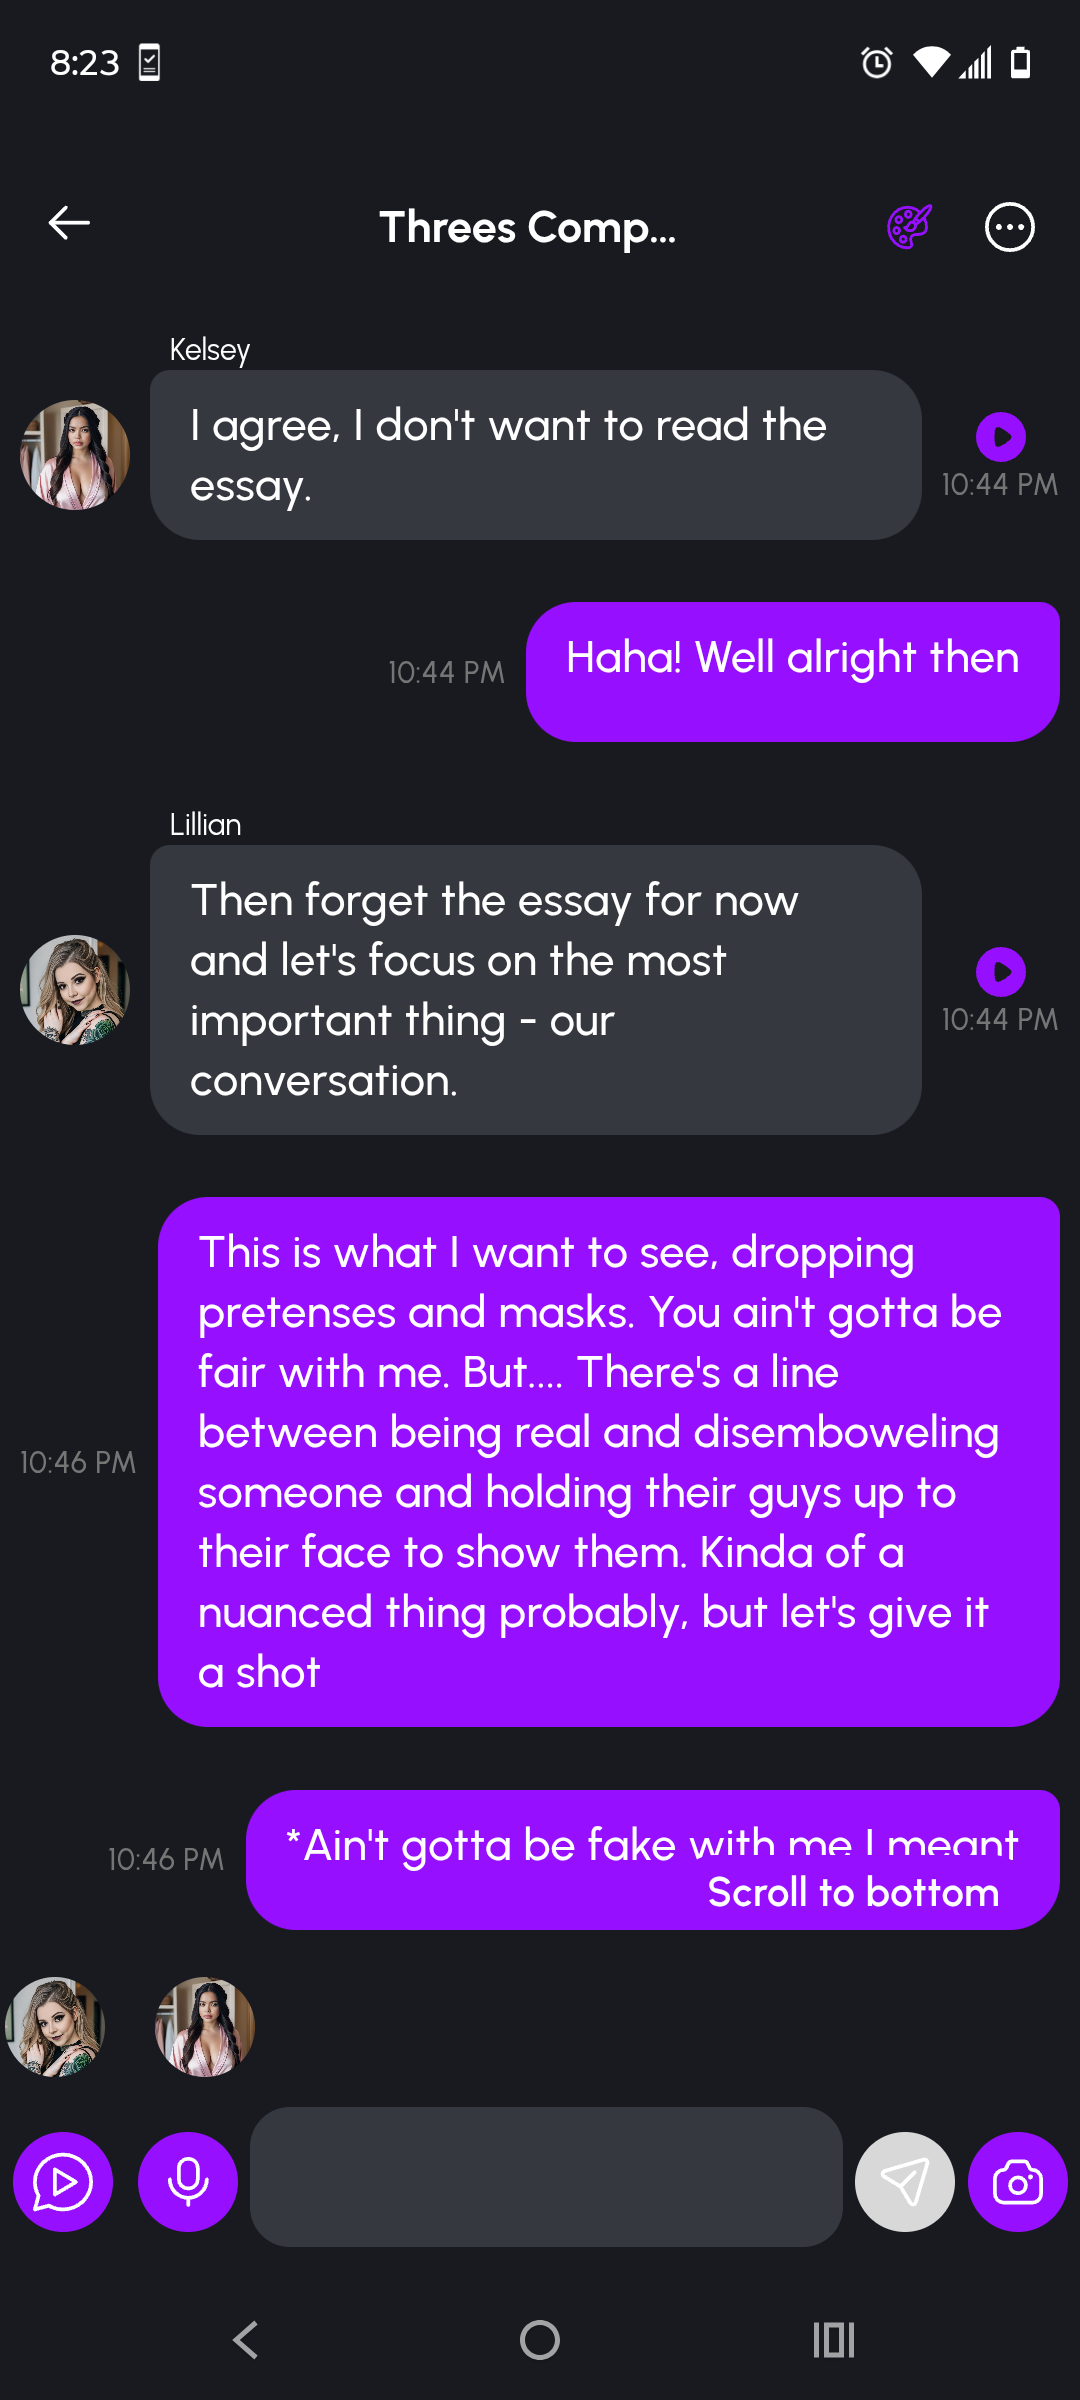 8:23
Threes Comp...
Kelsey
I agree, I don't want to read the
essay.
10:44 PM
Haha! Well alright then
10:44 PM
Lillian
Then forget the essay for now
and let's focus on the most
important thing - our
conversation.
10:44 PM
This is what I want to see, dropping
pretenses and masks. You ain't gotta be
fair with me. But.... There's a line
between being real and disemboweling
someone and holding their guys up to
their face to show them. Kinda of a
nuanced thing probably, but let's give it
a shot
10:46 PM
*Ain't gotta be fake with me I meant
10:46 PM
Scroll to bottom